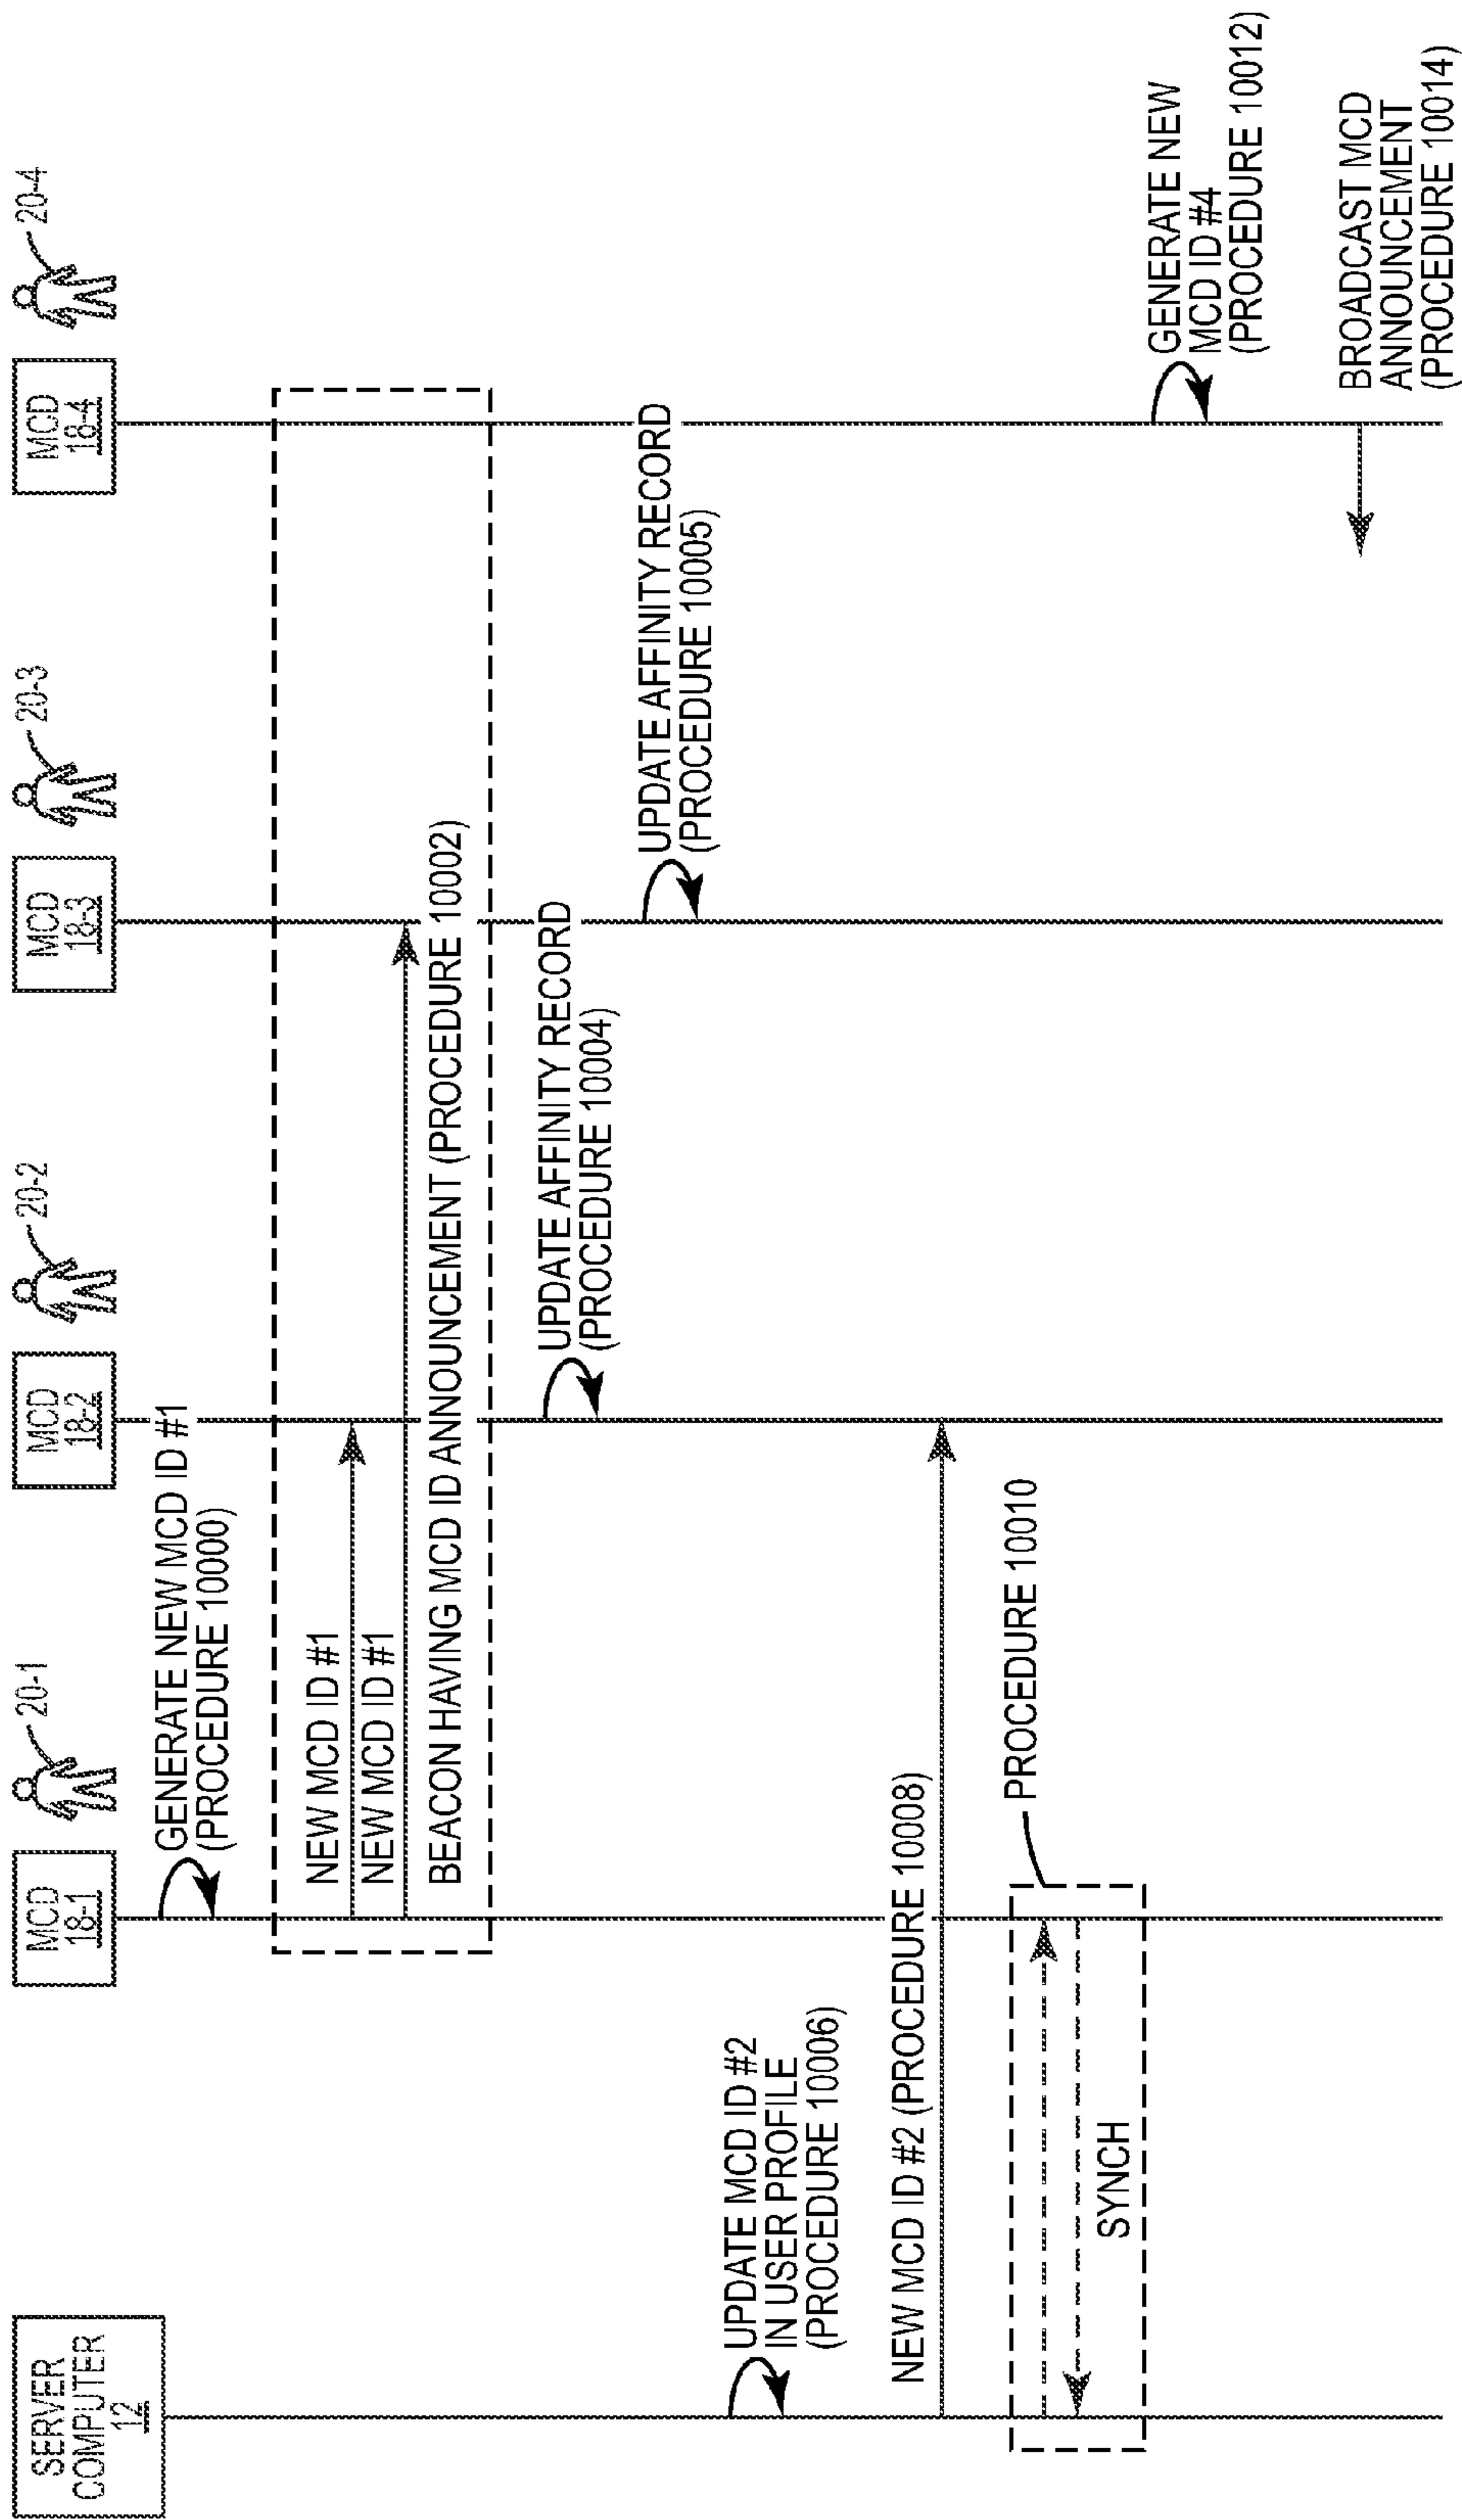 SERVER
COMPUTER
12
MCD
18-1
20-1
MCD
18-2
20-2
MCD
18-3
20-3
MCD
18-4
20-4
GENERATE NEW MCD ID #1
(PROCEDURE 10000)
NEW MCD ID #1
NEW MCD ID #1
BEACON HAVING MCD ID ANNOUNCEMENT (PROCEDURE 10002)
UPDATE AFFINITY RECORD
(PROCEDURE 10004)
UPDATE AFFINITY RECORD
(PROCEDURE 10005)
UPDATE MCD ID #2
IN USER PROFILE
(PROCEDURE 10006)
NEW MCD ID #2 (PROCEDURE 10008)
PROCEDURE 10010
SYNCH
GENERATE NEW
MCD ID #4
(PROCEDURE 10012)
BROADCAST MCD
ANNOUNCEMENT
(PROCEDURE 10014)